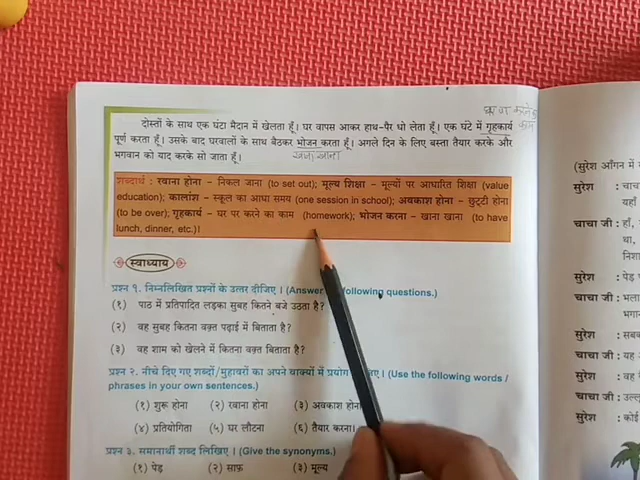 दोस्तों के साथ एक घंटा मैदान में खेलता हूँ। घर वापस आकर हाथ-पैर धो लेता हूँ। एक घंटे में गृहकार्य
पूर्ण करता हूँ। उसके बाद घरवालों के साथ बैठकर भोजन करता हूँ। अगले दिन के लिए बस्ता तैयार करके और
भगवान को याद करके सो जाता हूँ।
खाना खाना
शब्दार्थ : रवाना होना – निकल जाना (to set out); मूल्य शिक्षा – मूल्यों पर आधारित शिक्षा (value
education); कालांश – स्कूल का आधा समय (one session in school); अवकाश होना – छुट्टी होना
(to be over); गृहकार्य – घर पर करने का काम (homework); भोजन करना – खाना खाना (to have
lunch, dinner, etc.)।
स्वाध्याय
प्रश्न १. निम्नलिखित प्रश्नों के उत्तर दीजिए। (Answer following questions.)
(१) पाठ में प्रतिपादित लड़का सुबह कितने बजे उठता है?
(२) वह सुबह कितना वक़्त पढ़ाई में बिताता है?
(३) वह शाम को खेलने में कितना वक़्त बिताता है?
प्रश्न २. नीचे दिए गए शब्दों/मुहावरों का अपने वाक्यों में प्रयोग (Use the following words /
phrases in your own sentences.)
(१) शुरू होना (२) रवाना होना (३) अवकाश होना
(४) प्रतियोगिता (५) घर लौटना (६) तैयार करना।
प्रश्न ३. समानार्थी शब्द लिखिए। (Give the synonyms.)
(१) पेड़ (२) साफ़ (३) मूल्य
(सुरेश आँगन में
सुरेश :
यहाँ
चाचा जी : हाँ,
था,
सुरेश : पेड़
चाचा जी : भला
सुरेश :
चाचा जी : यह
सुरेश : वह
चाचा जी :
सुरेश : कोई